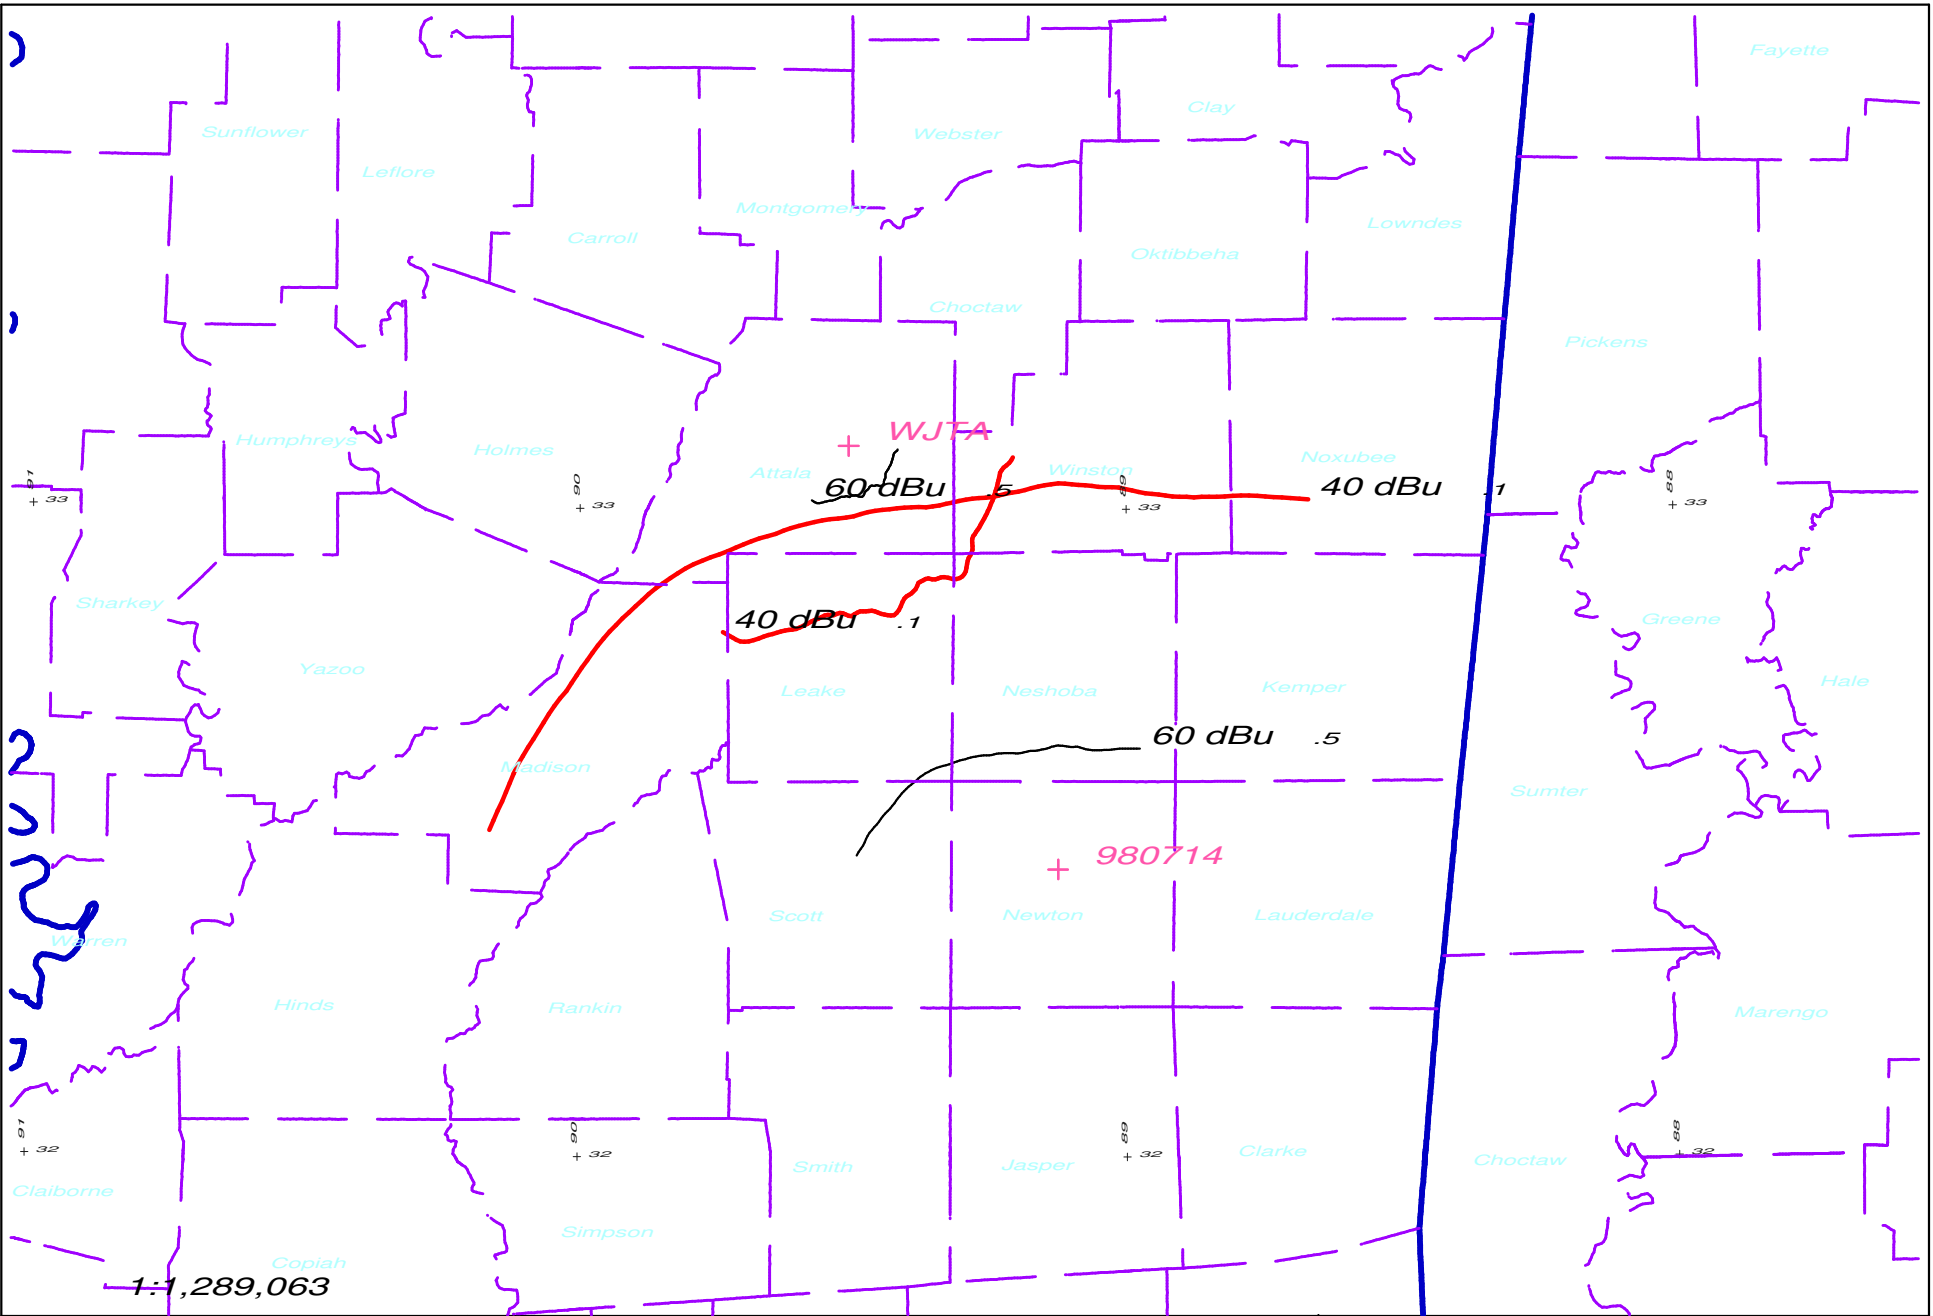 Fayette
Clay
Sunflower
Webster
Leflore
Montgomery
Lowndes
Carroll
Oktibbeha
Choctaw
Pickens
WJTA
Humphreys
Holmes
Attala
Winston
Noxubee
60 dBu .5
40 dBu .1
91
+ 33
90
+ 33
89
+ 33
88
+ 33
Sharkey
40 dBu .1
Greene
Yazoo
Leake
Neshoba
Kemper
Hale
60 dBu .5
Madison
Sumter
980714
Scott
Newton
Lauderdale
Warren
Hinds
Rankin
Marengo
91
+ 32
90
+ 32
89
+ 32
88
+ 32
Smith
Jasper
Clarke
Choctaw
Claiborne
Simpson
Copiah
1:1,289,063